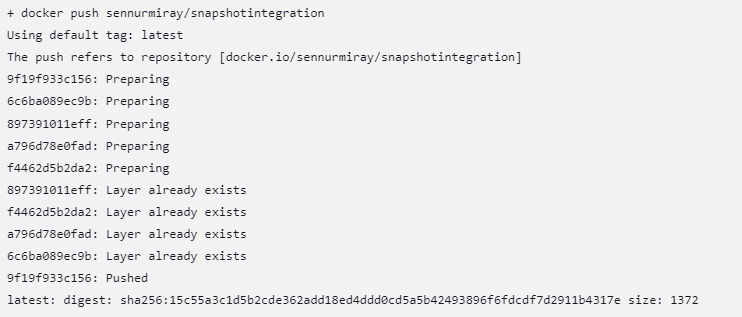 + docker push sennurmiray/snapshotintegration
Using default tag: latest
The push refers to repository [docker.io/sennurmiray/snapshotintegration]
9f19f933c156: Preparing
6c6ba089ec9b: Preparing
897391011eff: Preparing
a796d78e0fad: Preparing
f4462d5b2da2: Preparing
897391011eff: Layer already exists
f4462d5b2da2: Layer already exists
a796d78e0fad: Layer already exists
6c6ba089ec9b: Layer already exists
9f19f933c156: Pushed
latest: digest: sha256:15c55a3c1d5b2cde362add18ed4ddd0cd5a5b42493896f6fdcdf7d2911b4317e size: 1372